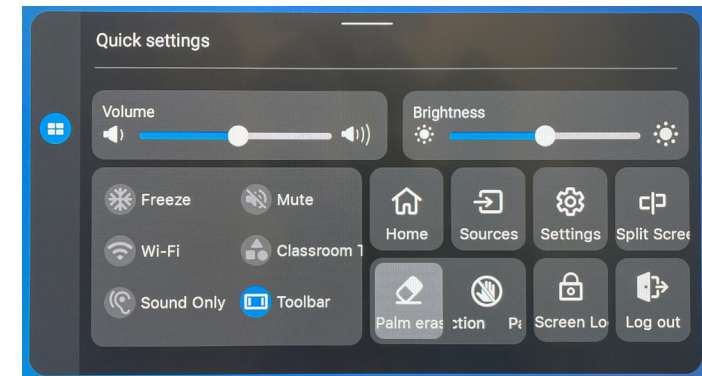 Quick settings
Volume
Brightness
Freeze
Mute
Wi-Fi
Classroom T
Sound Only
Toolbar
Home
Sources
Settings
Split Scree
Palm eras
ction Pa
Screen Lo
Log out